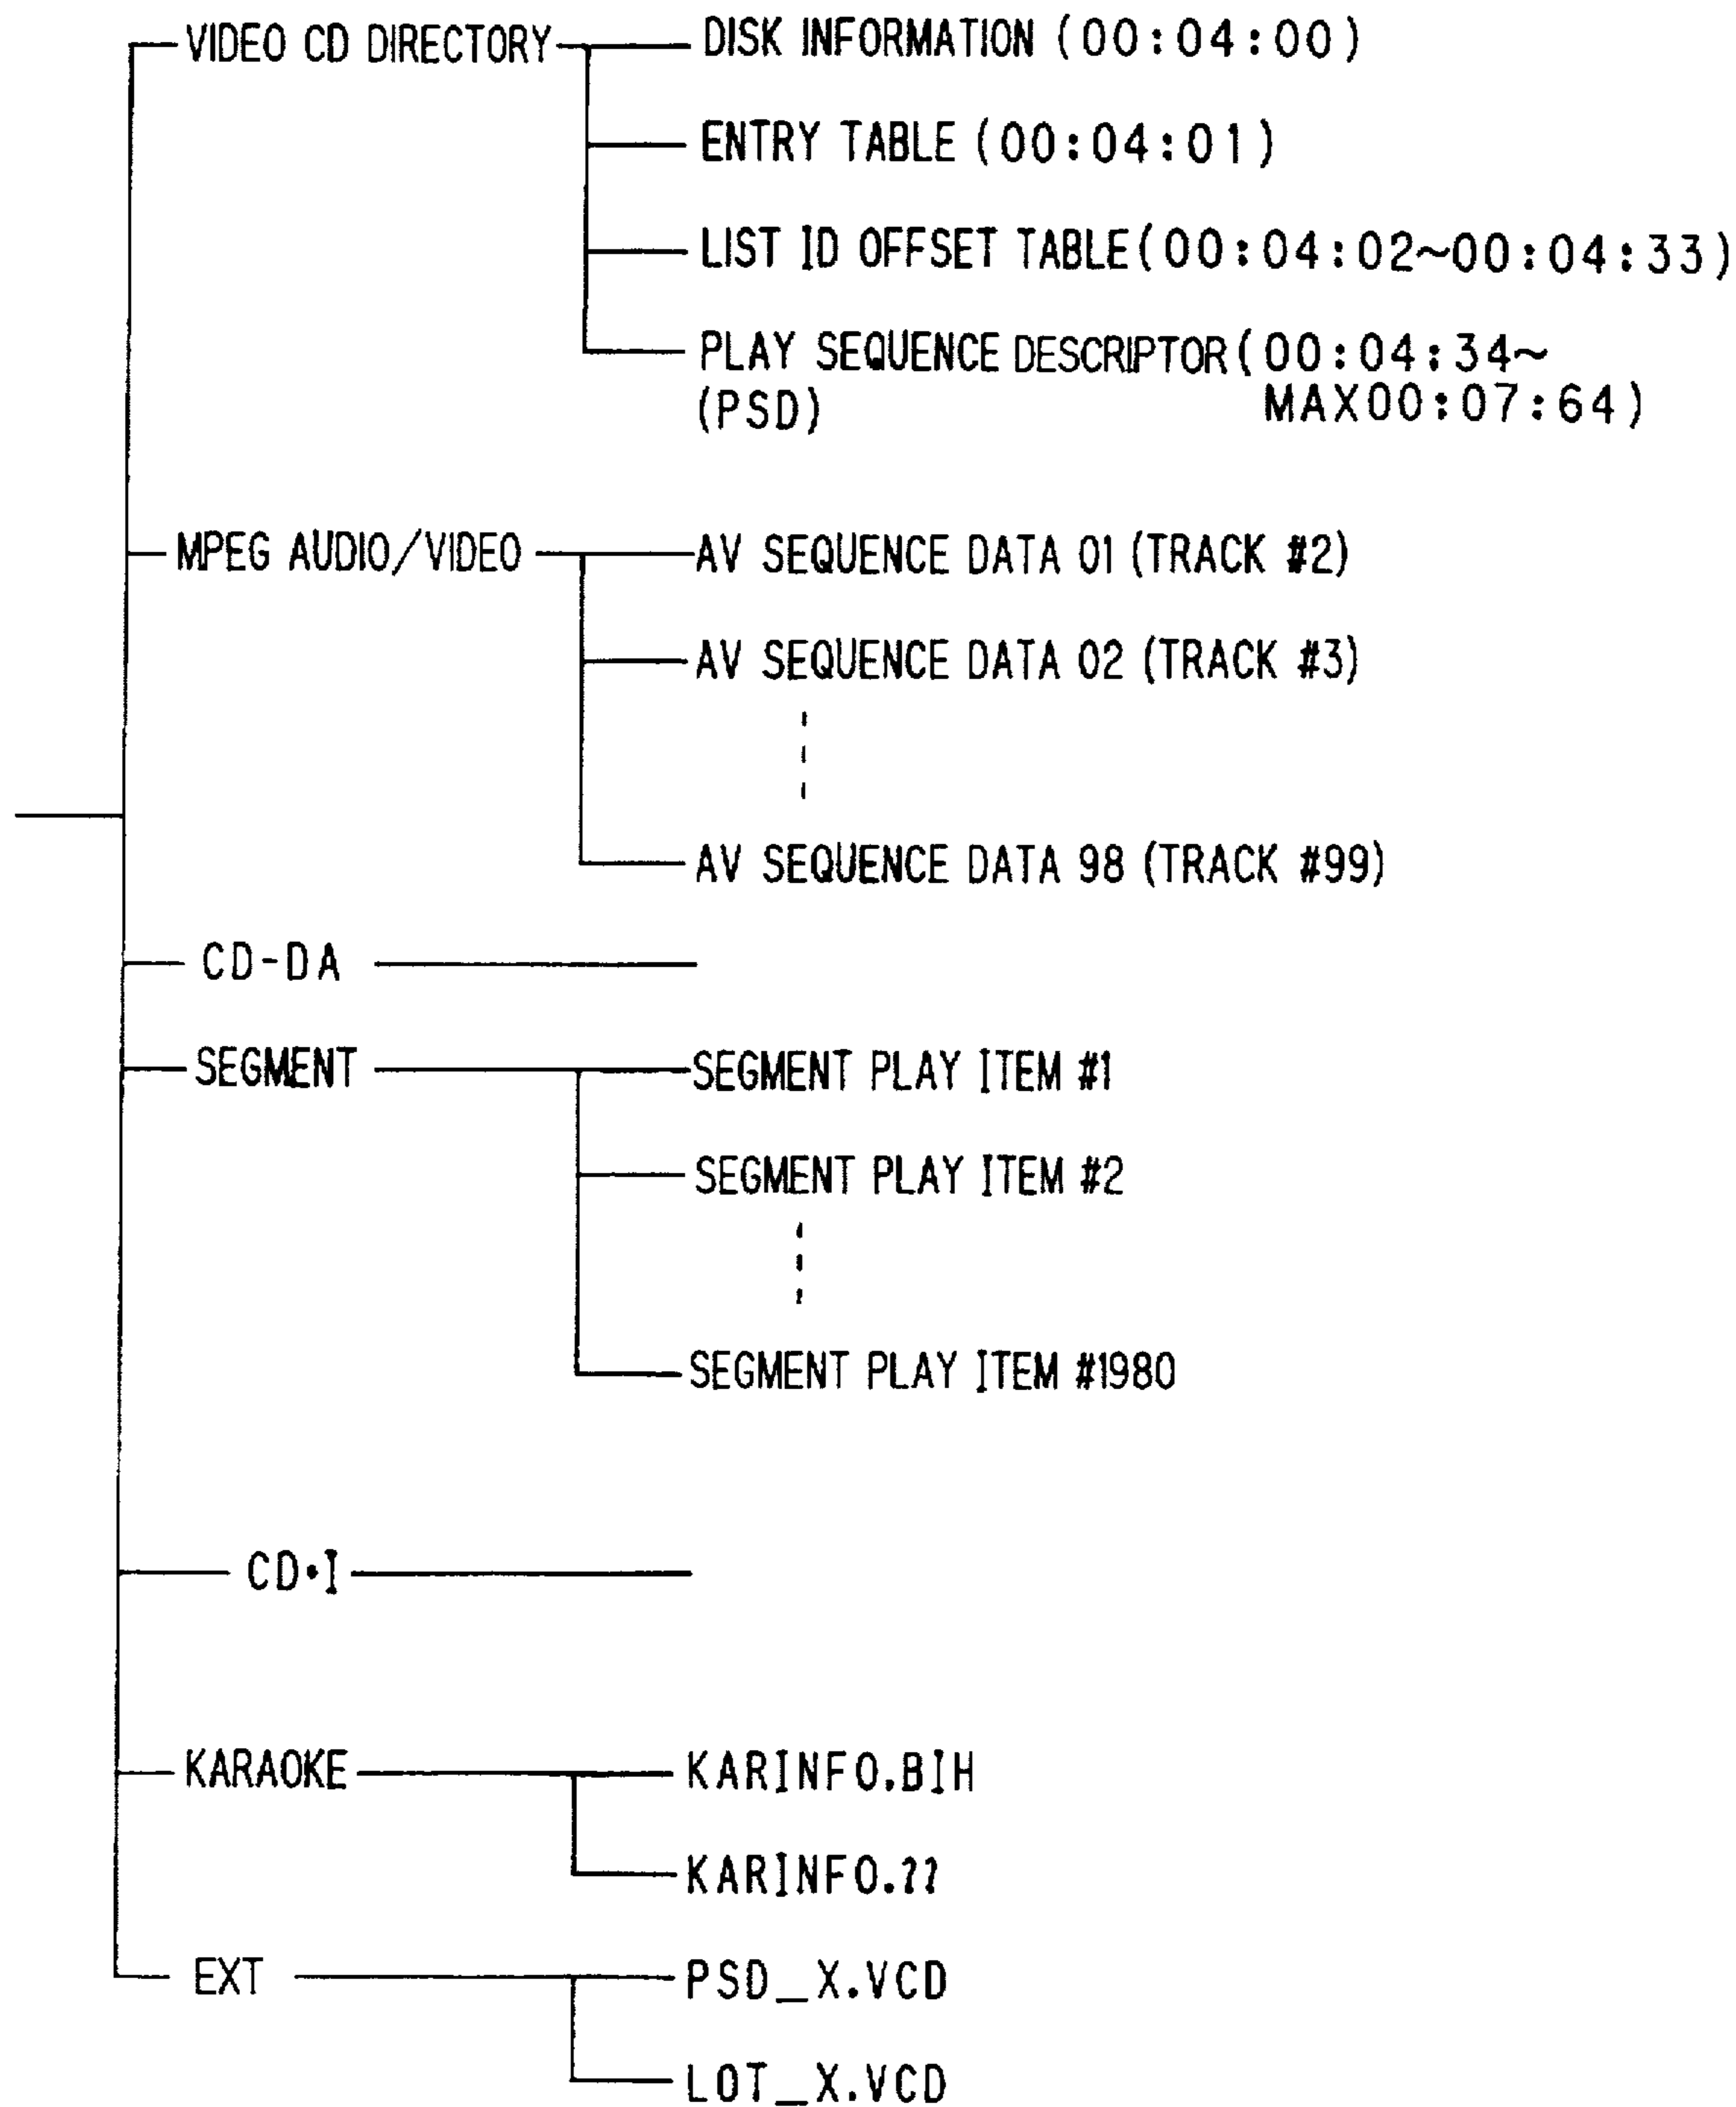 VIDEO CD DIRECTORY
DISK INFORMATION (00:04:00)
ENTRY TABLE (00:04:01)
LIST ID OFFSET TABLE(00:04:02~00:04:33)
PLAY SEQUENCE DESCRIPTOR(00:04:34~
(PSD) MAX00:07:64)
MPEG AUDIO/VIDEO
AV SEQUENCE DATA 01 (TRACK #2)
AV SEQUENCE DATA 02 (TRACK #3)
AV SEQUENCE DATA 98 (TRACK #99)
CD-DA
SEGMENT
SEGMENT PLAY ITEM #1
SEGMENT PLAY ITEM #2
SEGMENT PLAY ITEM #1980
CD•I
KARAOKE
KARINFO.BIH
KARINFO.??
EXT
PSD_X.VCD
LOT_X.VCD